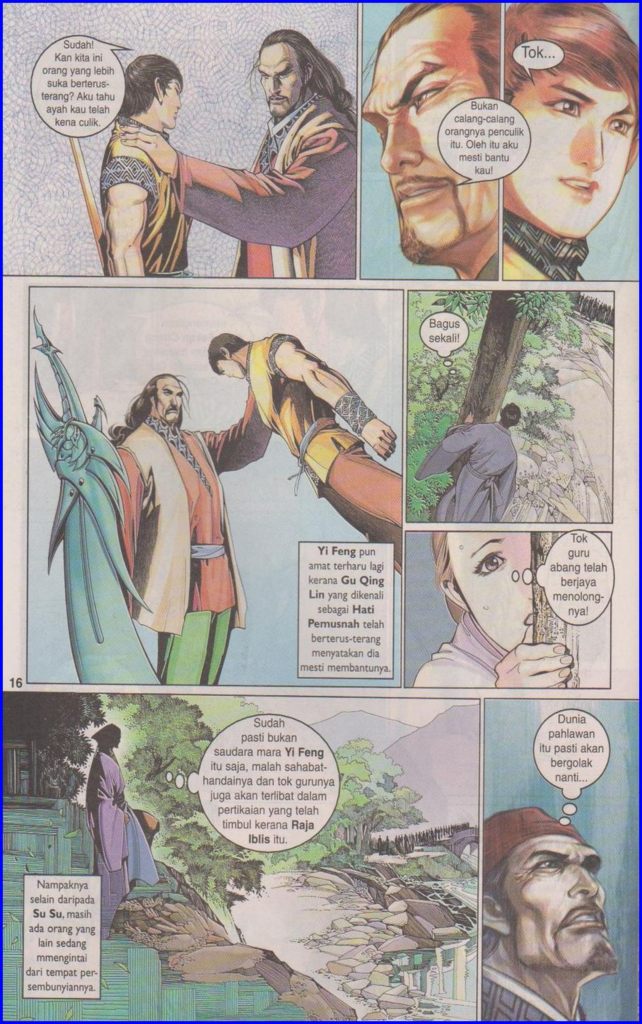 Sudah!
Kan kita ini
orang yang lebih
suka berterus-
terang? Aku tahu
ayah kau telah
kena culik.
Bukan
calang-calang
orangnya penculik
itu. Oleh itu aku
mesti bantu
kau!
Tok...
Yi Feng pun
amat terharu lagi
kerana Gu Qing
Lin yang dikenali
sebagai Hati
Pemusnah telah
berterus-terang
menyatakan dia
mesti membantunya.
Bagus
sekali!
Tok
guru
abang telah
berjaya
menolong-
nya!
16
Sudah
pasti bukan
saudara mara Yi Feng
itu saja, malah sahabat-
handainya dan tok gurunya
juga akan terlibat dalam
pertikaian yang telah
timbul kerana Raja
Iblis itu.
Nampaknya
selain daripada
Su Su, masih
ada orang yang
lain sedang
mmengintai
dari tempat per-
sembunyiannya.
Dunia
pahlawan
itu pasti akan
bergolak
nanti...